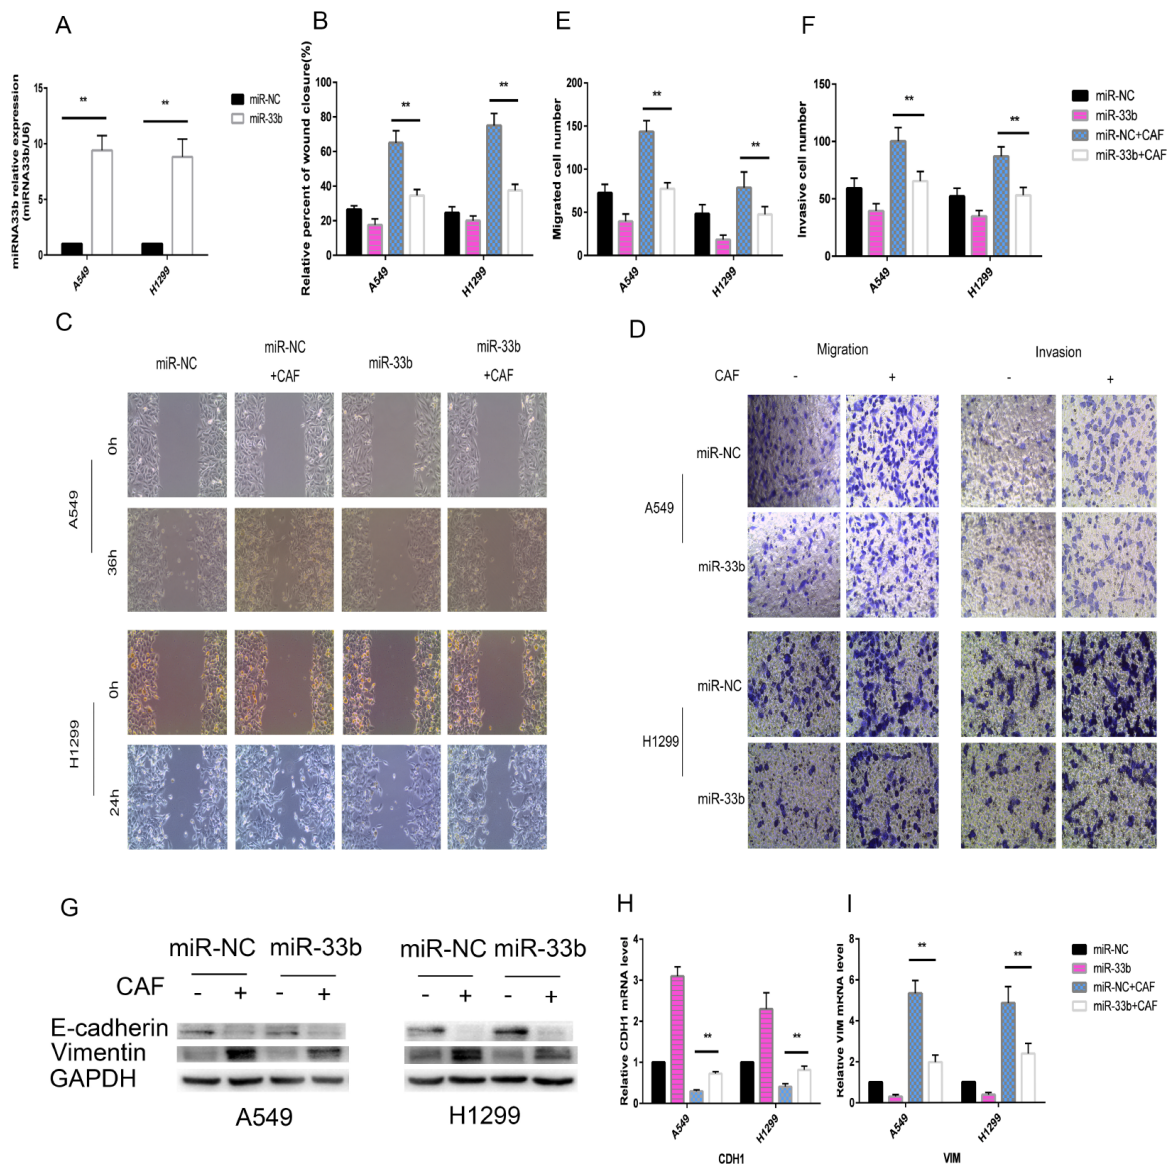 A
miRNA33b relative expression
(miRNA33b/U6)
15
10
5
0
**
**
A549
H1299
miR-NC
miR-33b
B
Relative percent of wound closure(%)
100
80
60
40
20
0
**
**
A549
H1299
E
Migrated cell number
200
150
100
50
0
**
**
A549
H1299
F
Invasive cell number
150
100
50
0
**
**
A549
H1299
miR-NC
miR-33b
miR-NC+CAF
miR-33b+CAF
C
miR-NC
miR-NC
+CAF
miR-33b
miR-33b
+CAF
A549
0h
36h
H1299
0h
24h
D
Migration
Invasion
CAF - + - +
A549
miR-NC
miR-33b
H1299
miR-NC
miR-33b
G
miR-NC miR-33b
miR-NC miR-33b
CAF - + - +
- + - +
E-cadherin
Vimentin
GAPDH
A549
H1299
H
Relative CDH1 mRNA level
4
3
2
1
0
**
**
A549
H1299
CDH1
I
Relative VIM mRNA level
8
6
4
2
0
**
**
A549
H1299
VIM
miR-NC
miR-33b
miR-NC+CAF
miR-33b+CAF